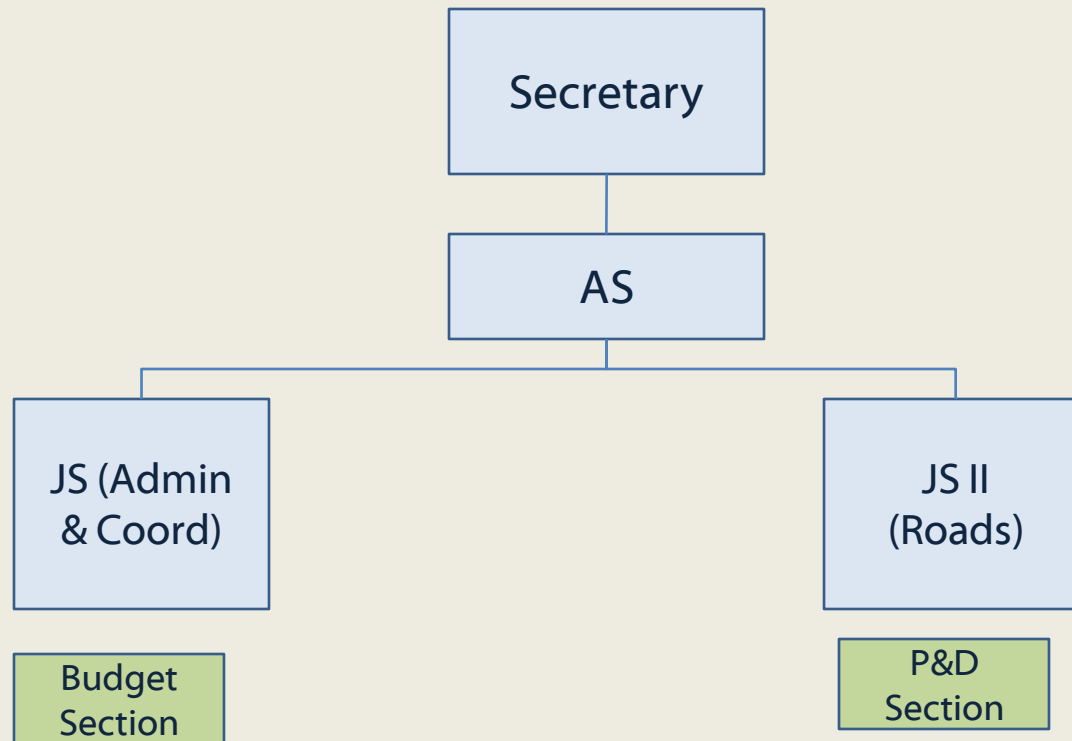 Secretary
AS
JS (Admin
& Coord)
JS II
(Roads)
Budget
Section
P&D
Section